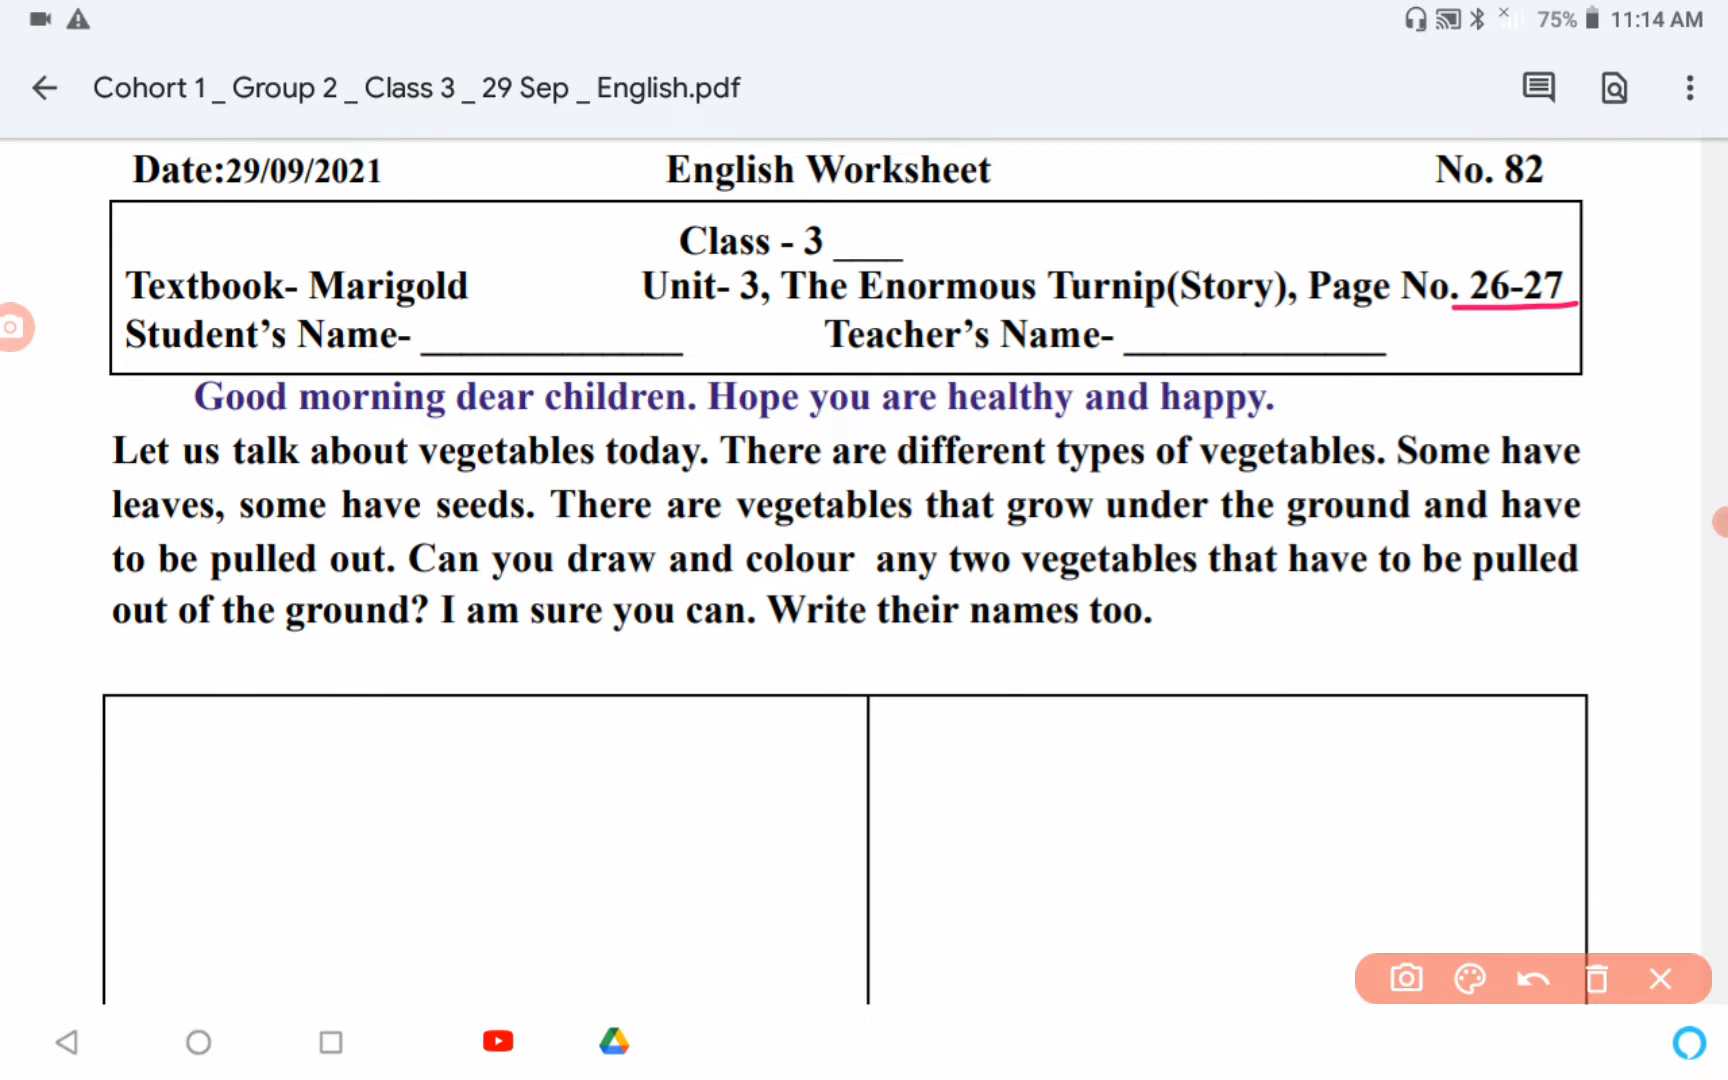 75% 11:14 AM
Cohort 1 _ Group 2 _ Class 3 _ 29 Sep _ English.pdf
Date:29/09/2021 English Worksheet No. 82
Class - 3 ____
Textbook- Marigold Unit- 3, The Enormous Turnip(Story), Page No. 26-27
Student’s Name- _____________ Teacher’s Name- _____________
Good morning dear children. Hope you are healthy and happy.
Let us talk about vegetables today. There are different types of vegetables. Some have
leaves, some have seeds. There are vegetables that grow under the ground and have
to be pulled out. Can you draw and colour any two vegetables that have to be pulled
out of the ground? I am sure you can. Write their names too.